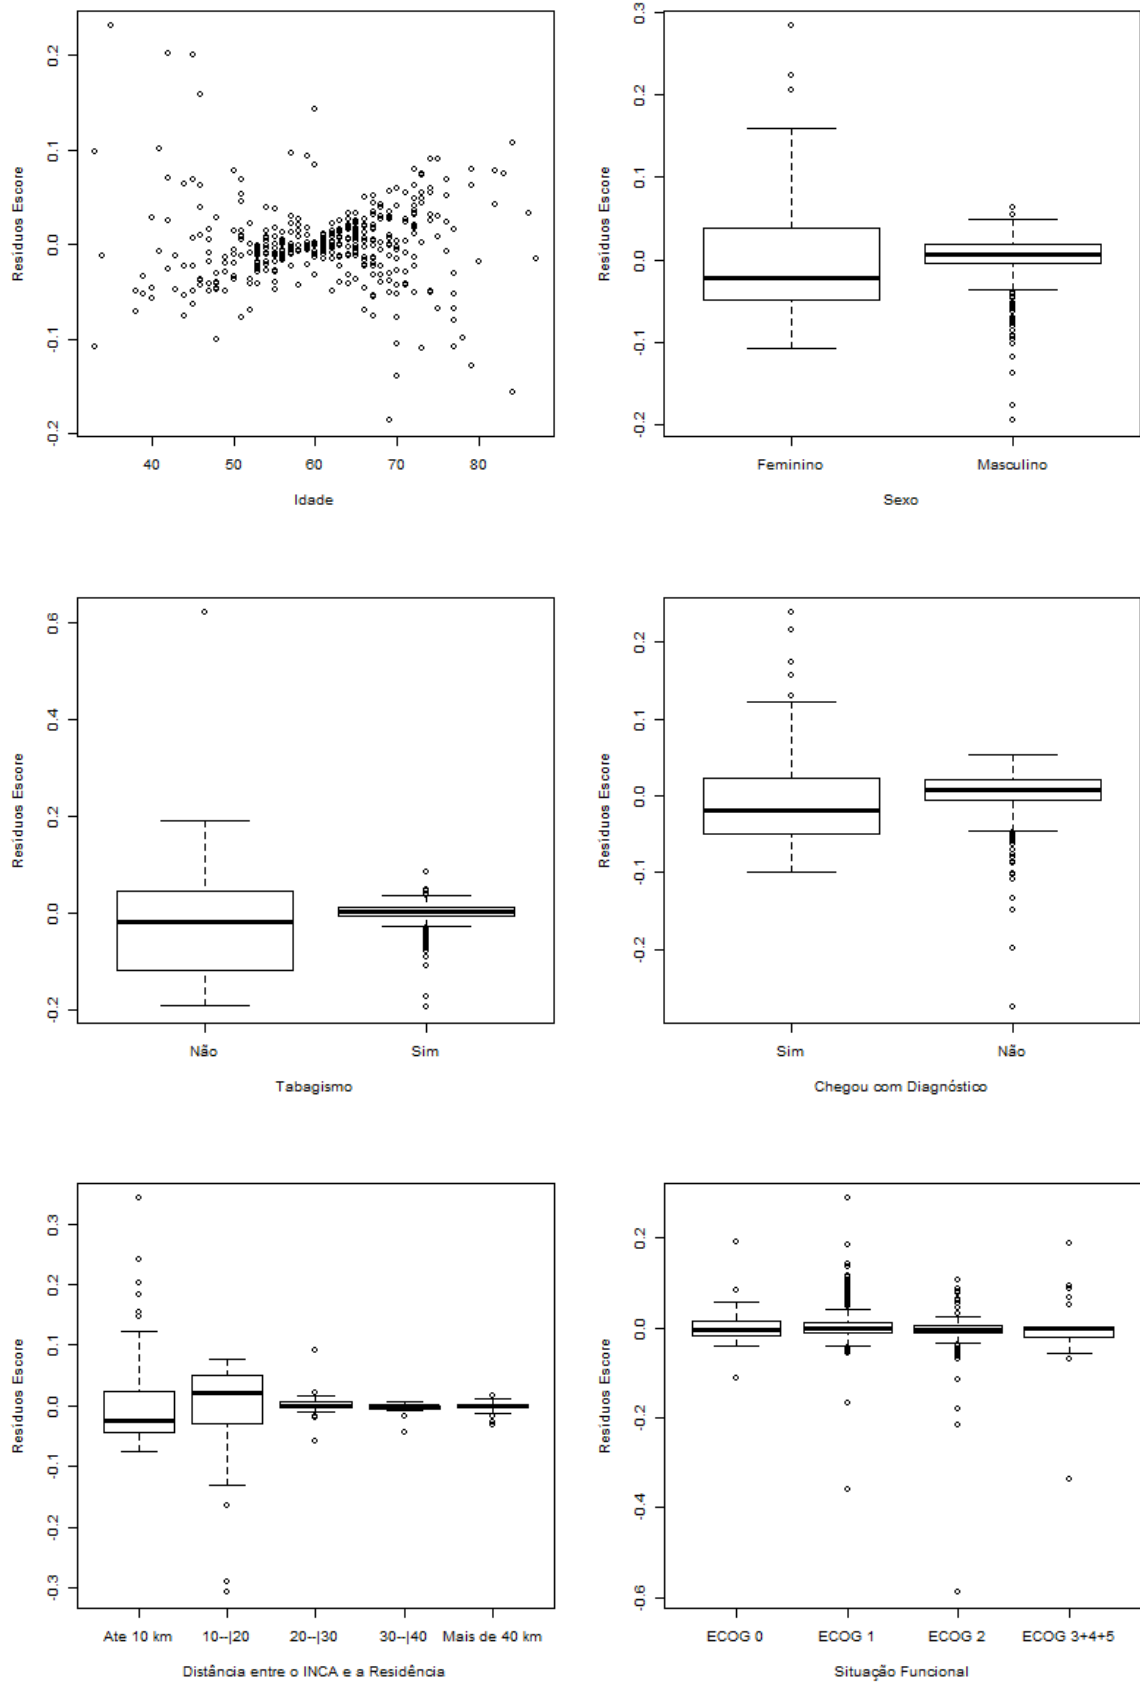 Resíduos Escore
0.2
0.1
0.0
-0.1
-0.2
40 50 60 70 80
Idade
Resíduos Escore
0.3
0.2
0.1
0.0
-0.1
-0.2
Feminino Masculino
Sexo
Resíduos Escore
0.6
0.4
0.2
0.0
-0.2
Não Sim
Tabagismo
Resíduos Escore
0.2
0.1
0.0
-0.1
-0.2
Sim Não
Chegou com Diagnóstico
Resíduos Escore
0.3
0.2
0.1
0.0
-0.1
-0.2
-0.3
Ate 10 km 10--|20 20--|30 30--|40 Mais de 40 km
Distância entre o INCA e a Residência
Resíduos Escore
0.2
0.0
-0.2
-0.4
-0.6
ECOG 0 ECOG 1 ECOG 2 ECOG 3+4+5
Situação Funcional